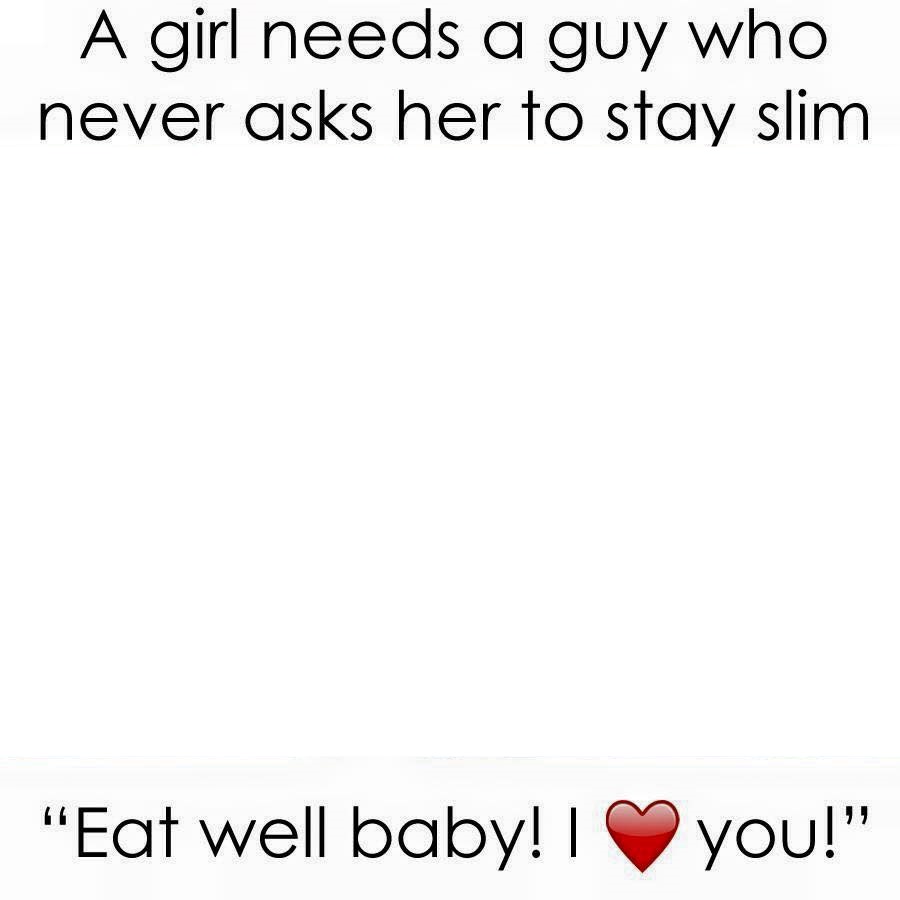 A girl needs a guy who
never asks her to stay slim
“Eat well baby! I ❤️ you!”